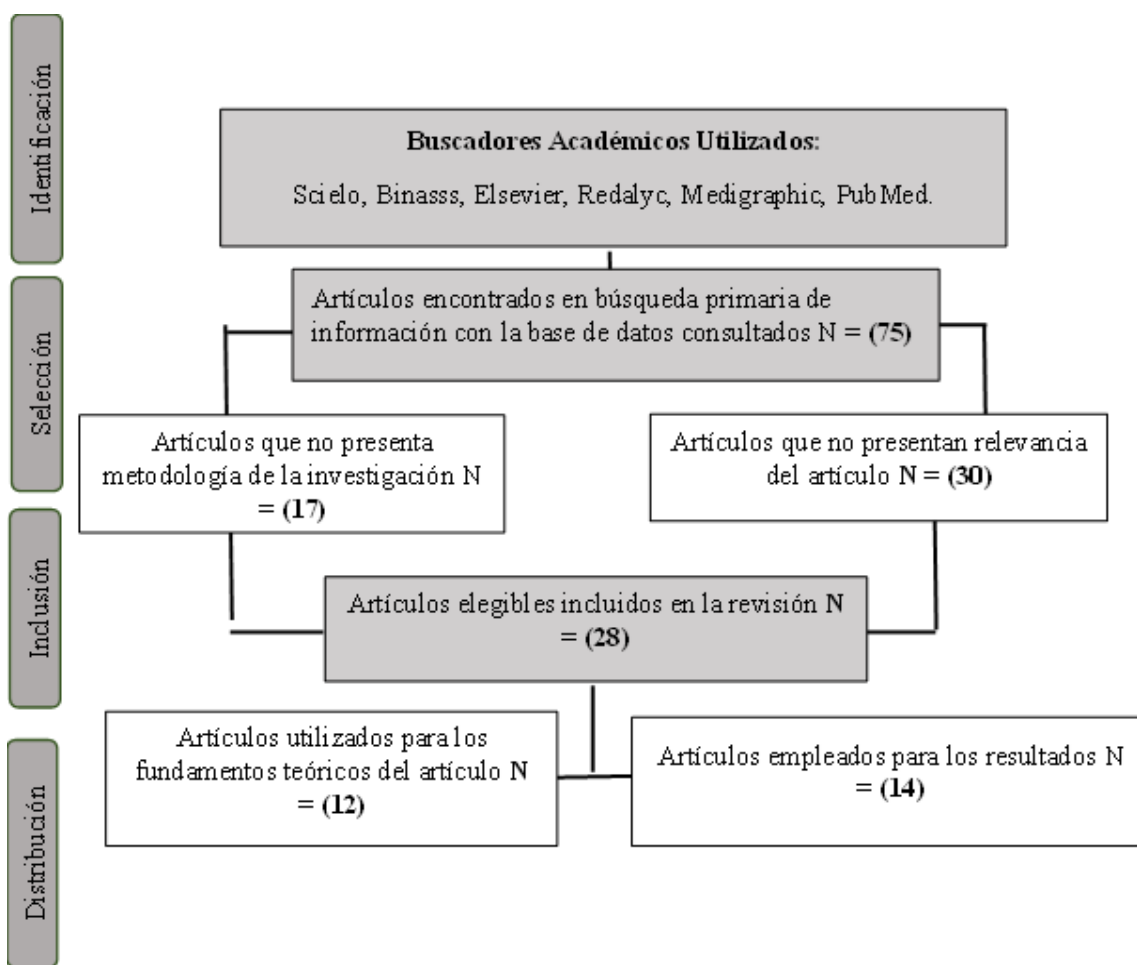 Identificación
Buscadores Académicos Utilizados:
Scielo, Binasss, Elsevier, Redalyc, Medigraphic, PubMed.
Selección
Artículos encontrados en búsqueda primaria de
información con la base de datos consultados N = (75)
Artículos que no presenta
metodología de la investigación N
= (17)
Artículos que no presentan relevancia
del artículo N = (30)
Inclusión
Artículos elegibles incluidos en la revisión N
= (28)
Distribución
Artículos utilizados para los
fundamentos teóricos del artículo N
= (12)
Artículos empleados para los resultados N
= (14)